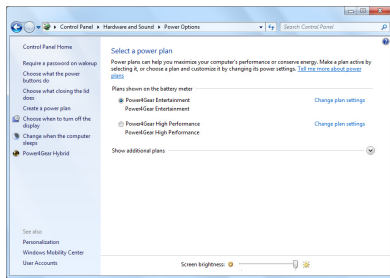 Control Panel ▸ Hardware and Sound ▸ Power Options
Search Control Panel
Control Panel Home
Require a password on wakeup
Choose what the power
buttons do
Choose what closing the lid
does
Create a power plan
Choose when to turn off the
display
Change when the computer
sleeps
Power4Gear Hybrid
See also
Personalization
Windows Mobility Center
User Accounts
Select a power plan
Power plans can help you maximize your computer's performance or conserve energy. Make a plan active by
selecting it, or choose a plan and customize it by changing its power settings. Tell me more about power
plans
Plans shown on the battery meter
Power4Gear Entertainment Change plan settings
Power4Gear Entertainment
Power4Gear High Performance Change plan settings
Power4Gear High Performance
Show additional plans
Screen brightness: